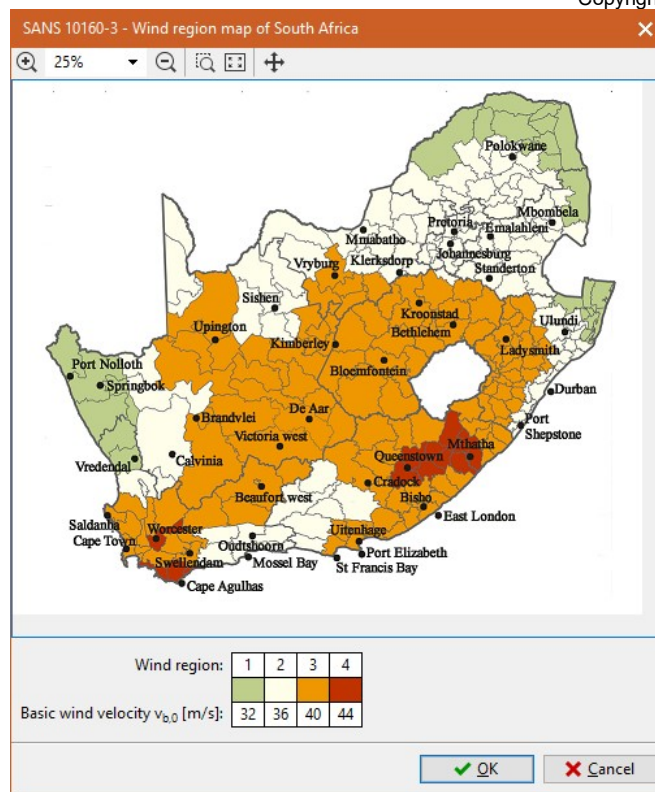 Copyrigh
SANS 10160-3 - Wind region map of South Africa
25%
Polokwane
Mbombela
Pretoria
Emalahleni
Mmabatho
Johannesburg
Vryburg
Klerksdorp
Standerton
Sishen
Kroonstad
Ulundi
Upington
Bethlehem
Kimberley
Ladysmith
Port Nolloth
Bloemfontein
Springbok
Durban
De Aar
Brandvlei
Port
Shepstone
Victoria west
Mthatha
Queenstown
Vredendal
Calvinia
Cradock
Beaufort west
Bisho
Saldanha
East London
Worcester
Uitenhage
Cape Town
Oudtshoorn
Port Elizabeth
Swellendam
Mossel Bay
St Francis Bay
Cape Agulhas
Wind region: 1 2 3 4
Basic wind velocity vb,0 [m/s]: 32 36 40 44
OK Cancel